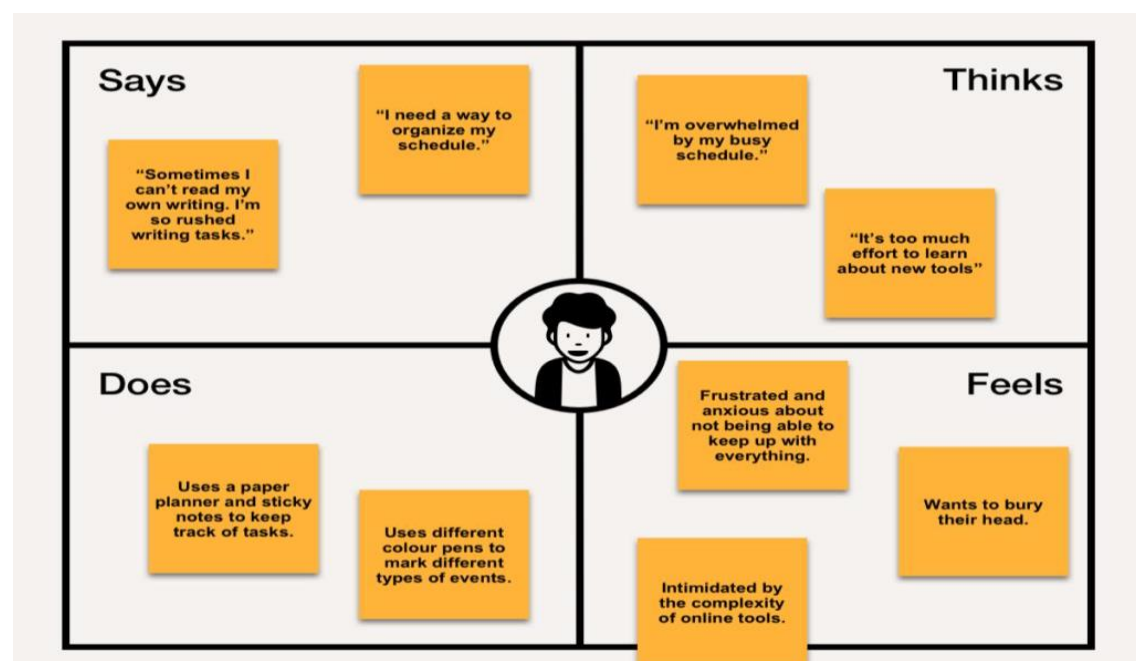 Says
“I need a way to
organize my
schedule.”
“Sometimes I
can’t read my
own writing. I’m
so rushed
writing tasks.”
Thinks
“I’m overwhelmed
by my busy
schedule.”
“It’s too much
effort to learn
about new tools”
Does
Uses a paper
planner and sticky
notes to keep
track of tasks.
Uses different
colour pens to
mark different
types of events.
Feels
Frustrated and
anxious about
not being able to
keep up with
everything.
Wants to bury
their head.
Intimidated by
the complexity
of online tools.